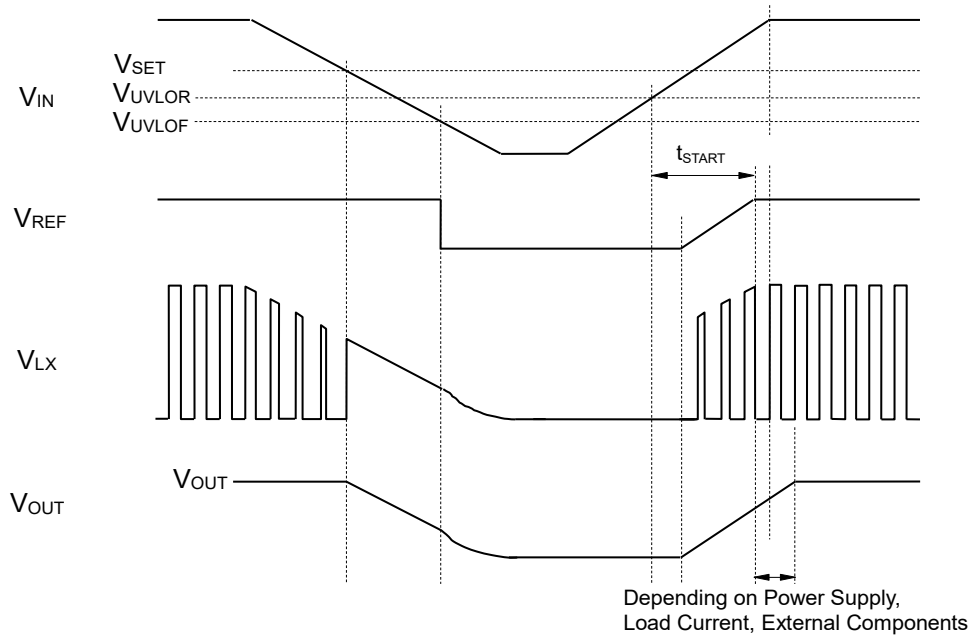 VSET
VIN
VUVLOR
VUVLOF
tSTART
VREF
VLX
VOUT
VOUT
Depending on Power Supply,
Load Current, External Components